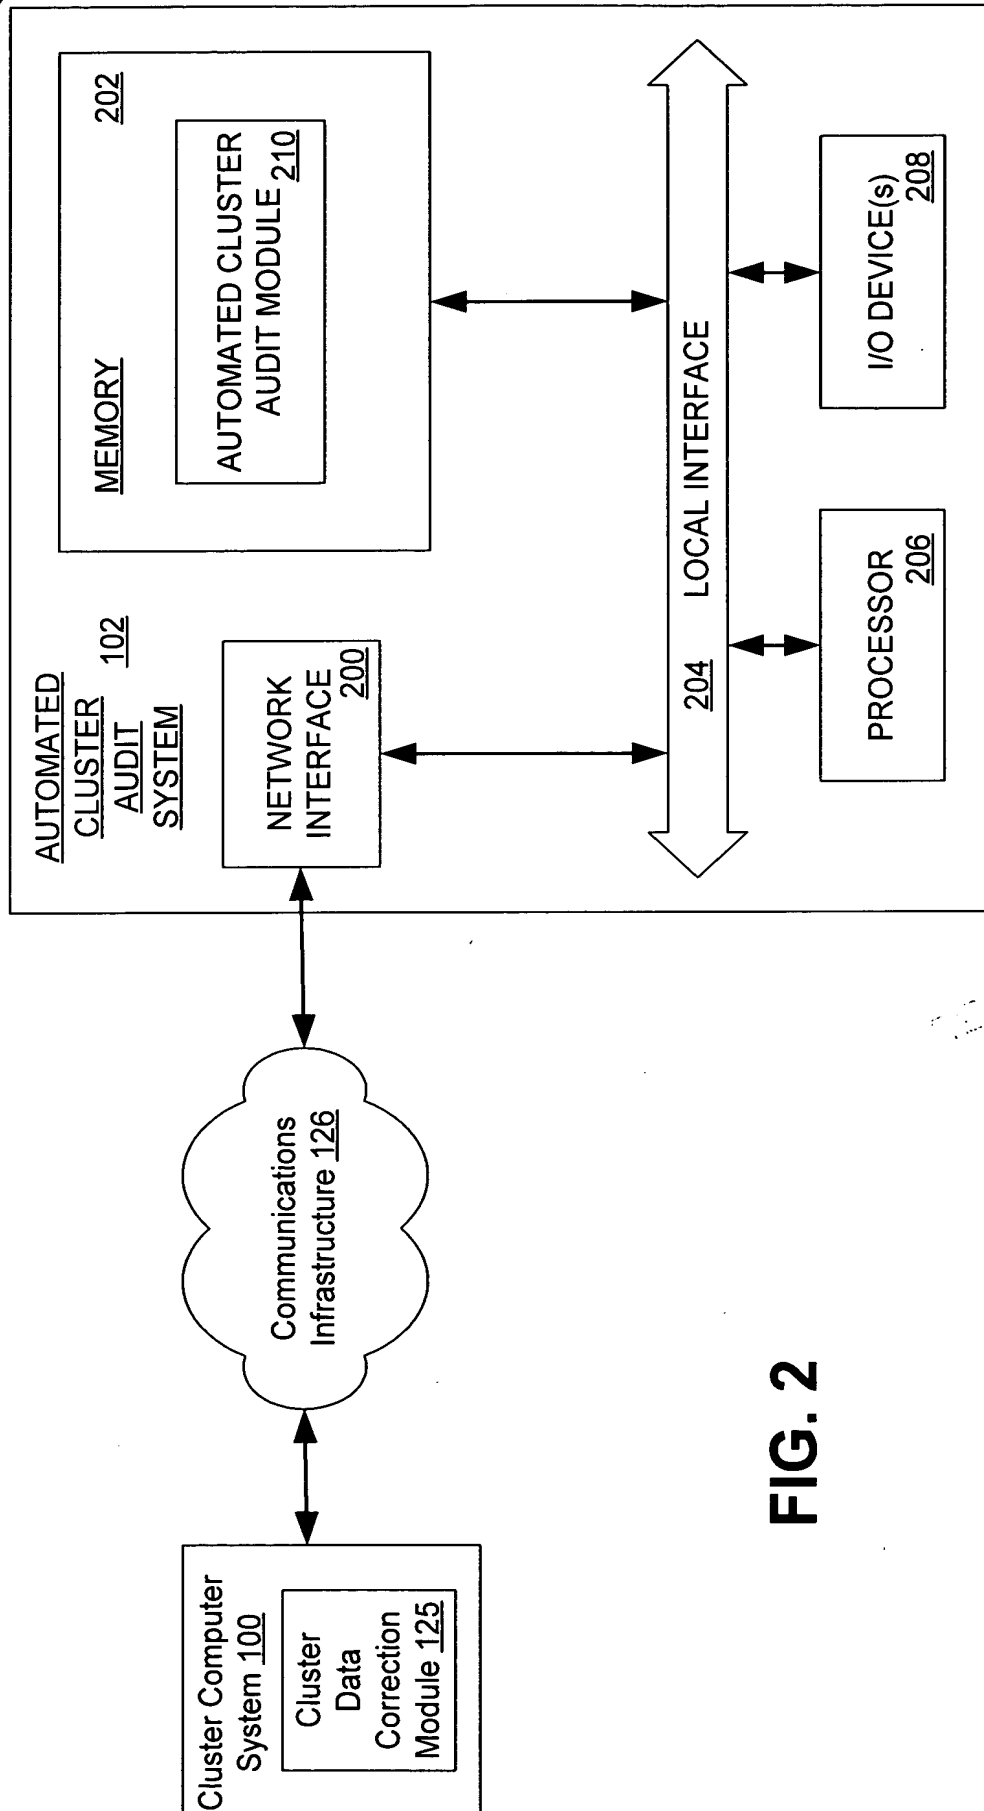 Cluster Computer
System 100
Cluster
Data
Correction
Module 125
Communications
Infrastructure 126
AUTOMATED
CLUSTER
AUDIT
SYSTEM
102
NETWORK
INTERFACE
200
MEMORY
202
AUTOMATED CLUSTER
AUDIT MODULE
210
204
LOCAL INTERFACE
PROCESSOR
206
I/O DEVICE(s)
208
FIG. 2